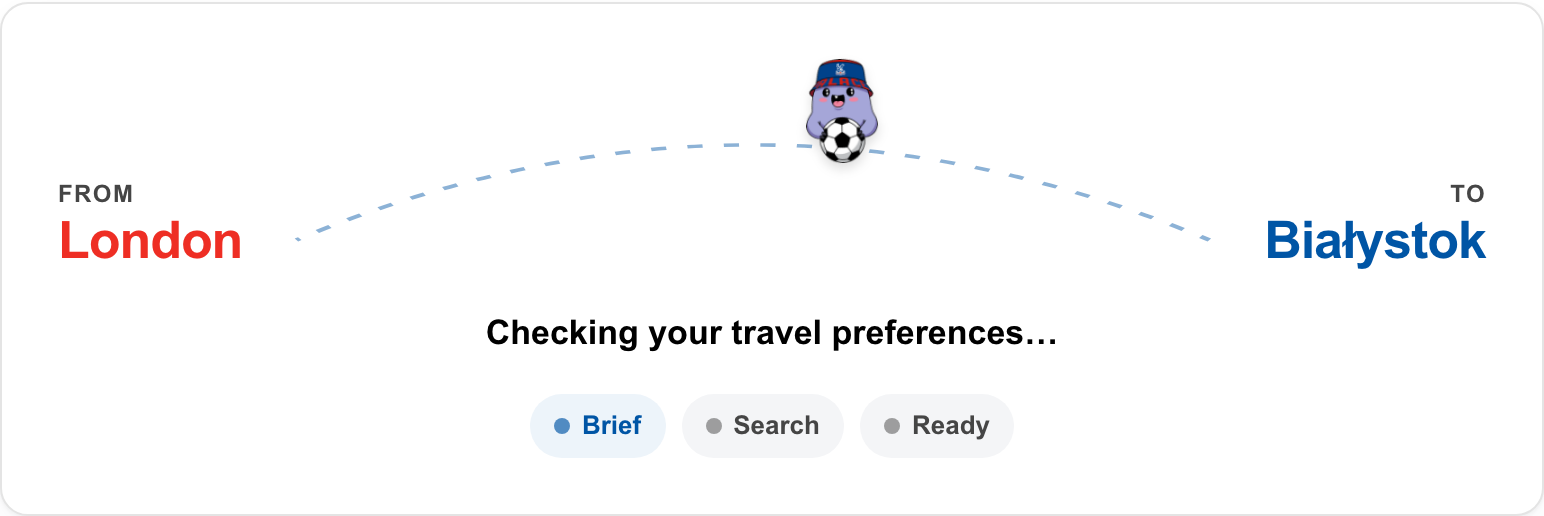 FROM
London
TO
Białystok
Checking your travel preferences…
Brief
Search
Ready